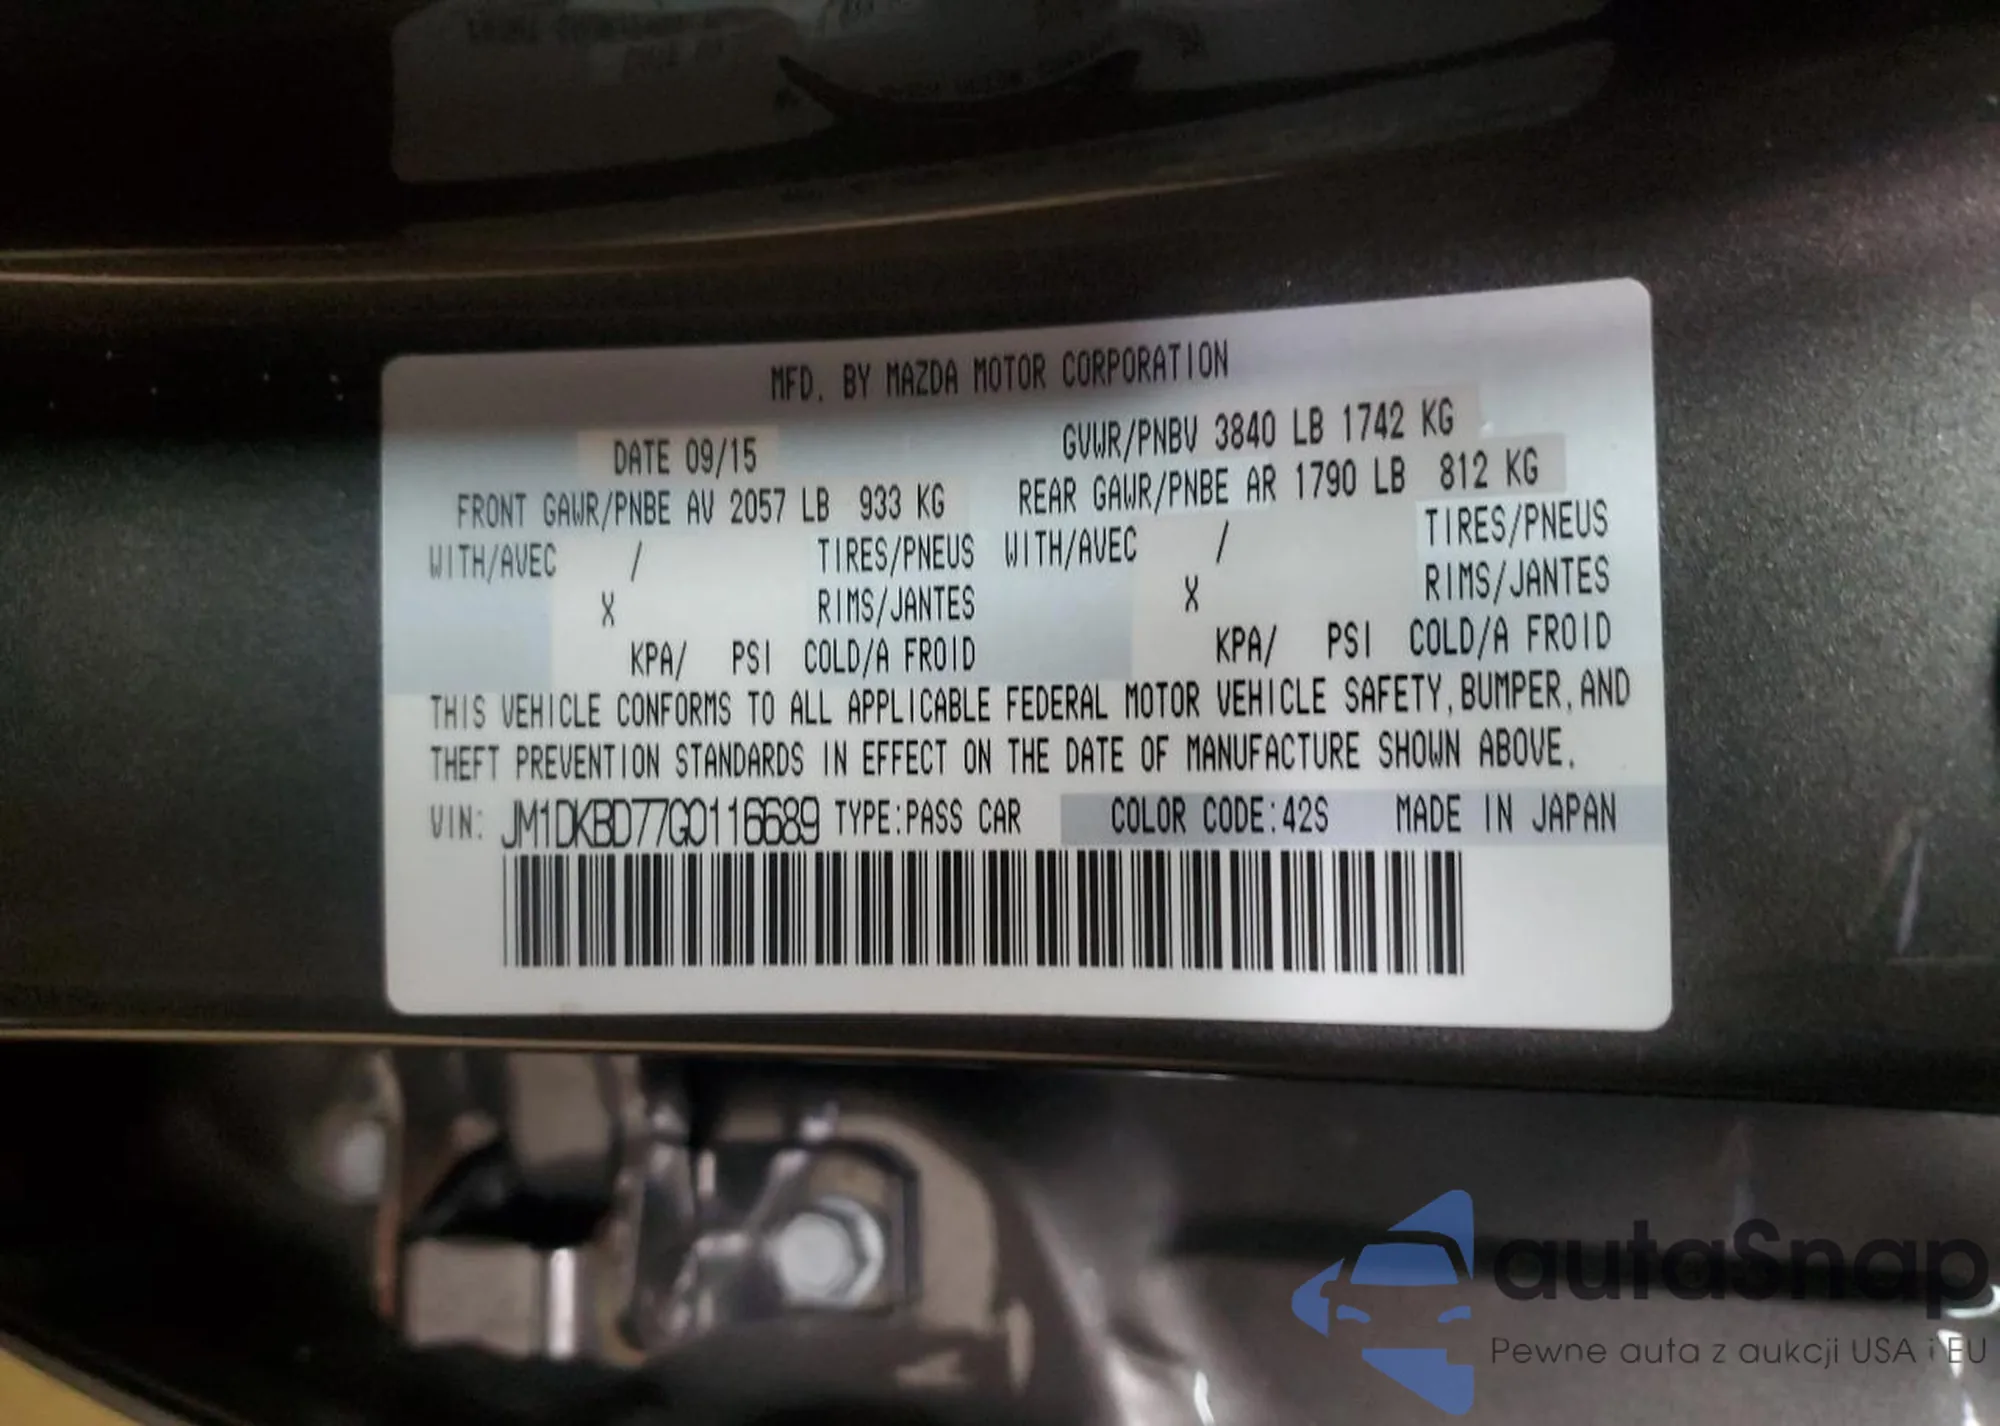 MFD. BY MAZDA MOTOR CORPORATION
DATE 09/15 GVWR/PNBV 3840 LB 1742 KG
FRONT GAWR/PNBE AV 2057 LB 933 KG REAR GAWR/PNBE AR 1790 LB 812 KG
WITH/AVEC / TIRES/PNEUS WITH/AVEC / TIRES/PNEUS
X RIMS/JANTES X RIMS/JANTES
KPA/ PSI COLD/A FROID KPA/ PSI COLD/A FROID
THIS VEHICLE CONFORMS TO ALL APPLICABLE FEDERAL MOTOR VEHICLE SAFETY, BUMPER, AND
THEFT PREVENTION STANDARDS IN EFFECT ON THE DATE OF MANUFACTURE SHOWN ABOVE.
VIN: JM1DKBD77G0116689 TYPE:PASS CAR COLOR CODE:42S MADE IN JAPAN
autaSnap
Pewne auta z aukcji USA i EU